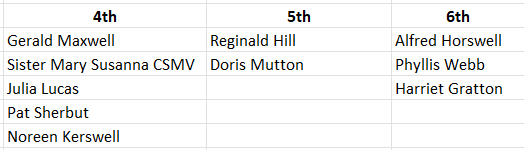 4th 5th 6th
Gerald Maxwell Reginald Hill Alfred Horswell
Sister Mary Susanna CSMV Doris Mutton Phyllis Webb
Julia Lucas Harriet Gratton
Pat Sherbut
Noreen Kerswell